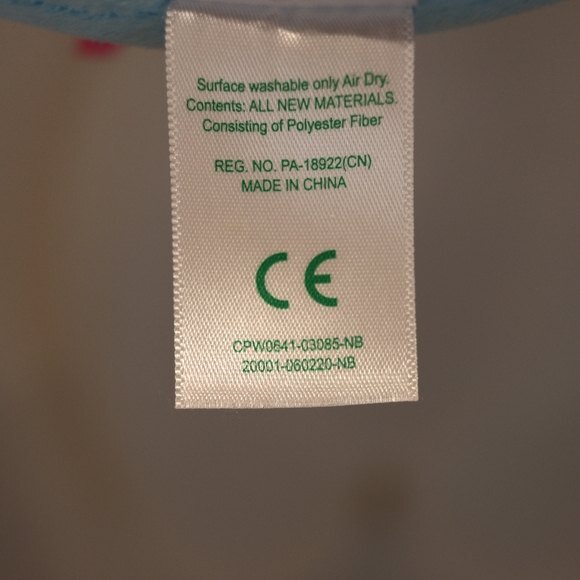 Surface washable only Air Dry.
Contents: ALL NEW MATERIALS.
Consisting of Polyester Fiber
REG. NO. PA-18922(CN)
MADE IN CHINA
CE
CPW0641-03085-NB
20001-060220-NB